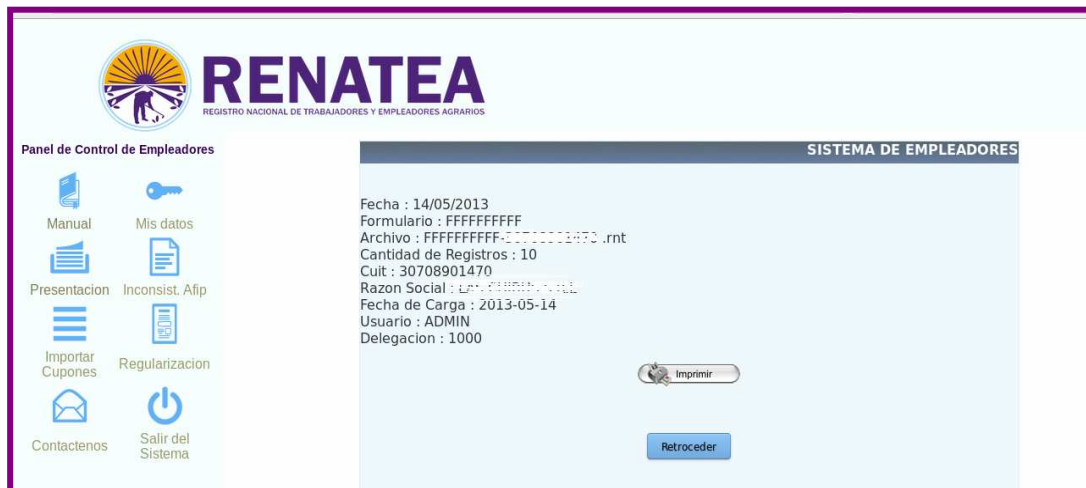 RENATEA
REGISTRO NACIONAL DE TRABAJADORES Y EMPLEADORES AGRARIOS
Panel de Control de Empleadores
Manual
Mis datos
Presentacion
Inconsist. Afip
Importar
Cupones
Regularizacion
Contactenos
Salir del
Sistema
SISTEMA DE EMPLEADORES
Fecha : 14/05/2013
Formulario : FFFFFFFFFF
Archivo : FFFFFFFFFF- .rnt
Cantidad de Registros : 10
Cuit : 30708901470
Razon Social :
Fecha de Carga : 2013-05-14
Usuario : ADMIN
Delegacion : 1000
Imprimir
Retroceder